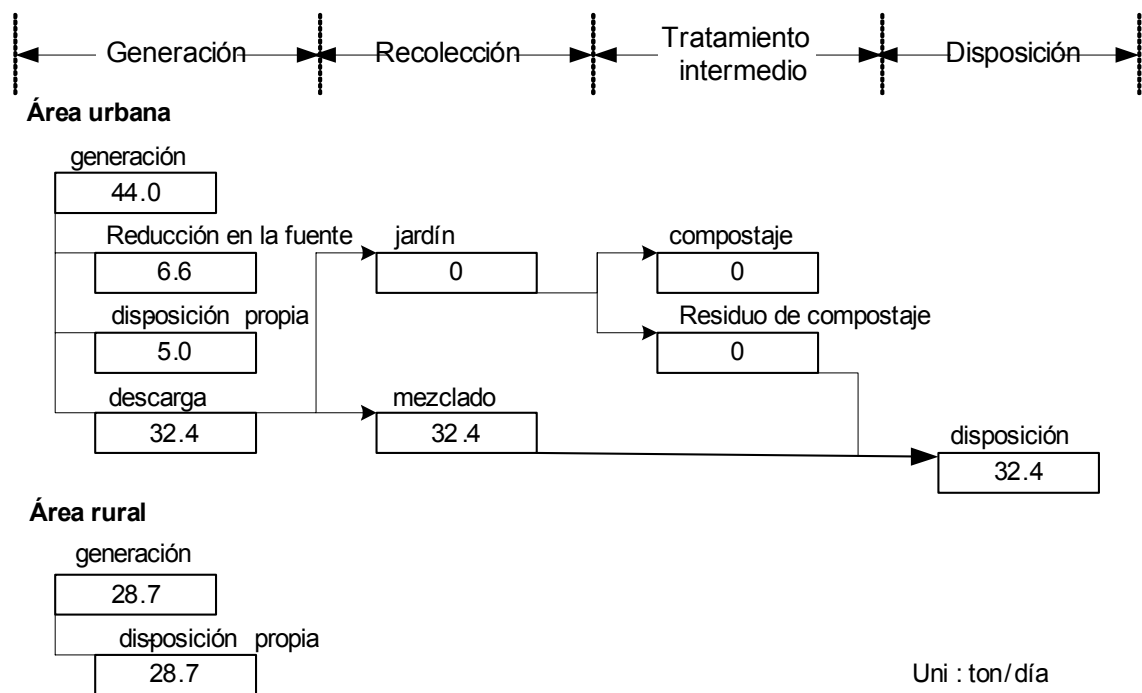 Generación Recolección Tratamiento intermedio Disposición
Área urbana
generación
44.0
Reducción en la fuente jardín compostaje
6.6 0 0
disposición propia Residuo de compostaje
5.0 0
descarga mezclado
32.4 32.4
disposición
32.4
Área rural
generación
28.7
disposición propia
28.7 Uni : ton/día